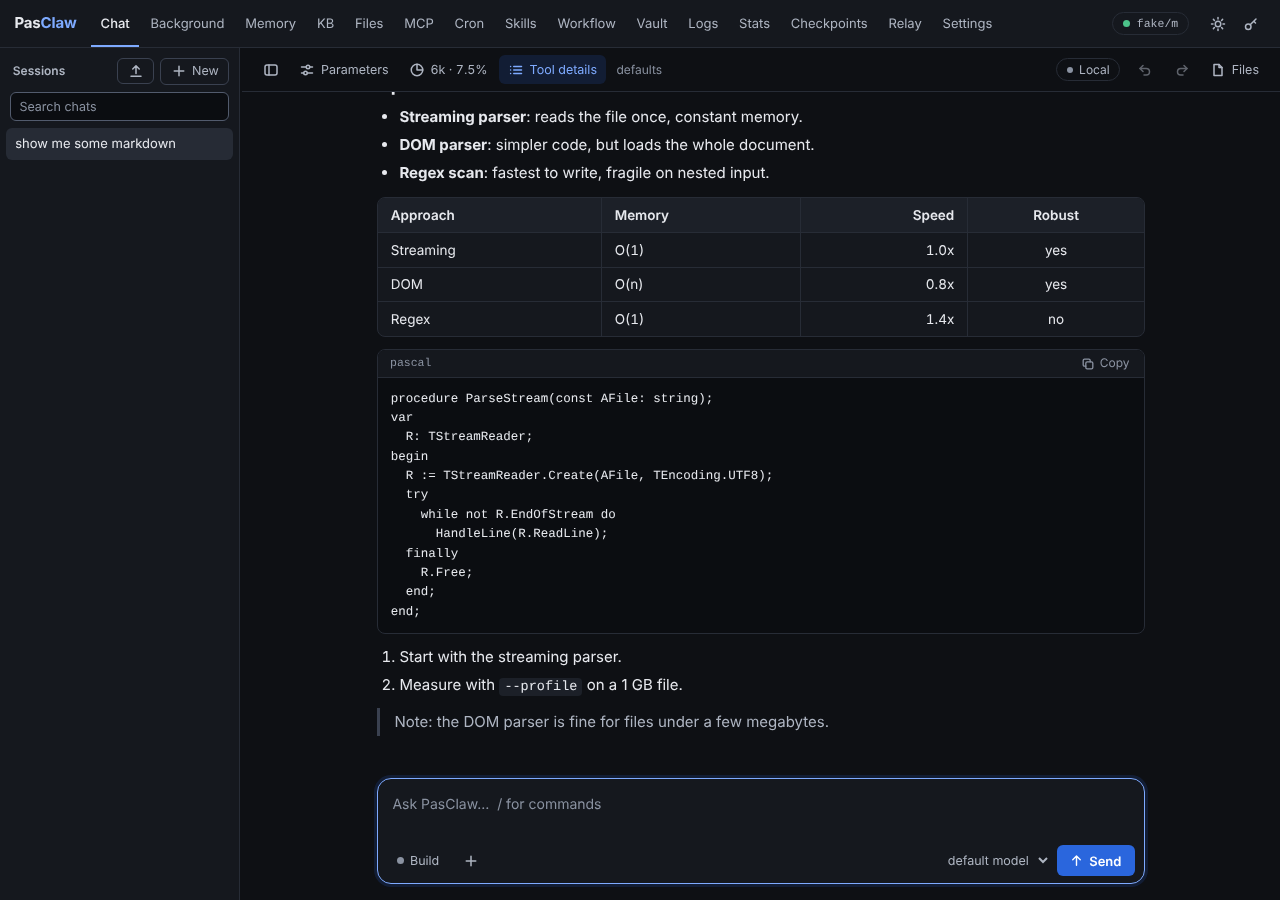 PasClaw Chat Background Memory KB Files MCP Cron Skills Workflow Vault Logs Stats Checkpoints Relay Settings fake/m
Sessions New
Search chats
show me some markdown
Parameters 6k · 7.5% Tool details defaults Local Files
• Streaming parser: reads the file once, constant memory.
• DOM parser: simpler code, but loads the whole document.
• Regex scan: fastest to write, fragile on nested input.
Approach Memory Speed Robust
Streaming O(1) 1.0x yes
DOM O(n) 0.8x yes
Regex O(1) 1.4x no
pascal Copy
procedure ParseStream(const AFile: string);
var
  R: TStreamReader;
begin
  R := TStreamReader.Create(AFile, TEncoding.UTF8);
  try
    while not R.EndOfStream do
      HandleLine(R.ReadLine);
  finally
    R.Free;
  end;
end;
1. Start with the streaming parser.
2. Measure with --profile on a 1 GB file.
Note: the DOM parser is fine for files under a few megabytes.
Ask PasClaw... / for commands
Build default model Send